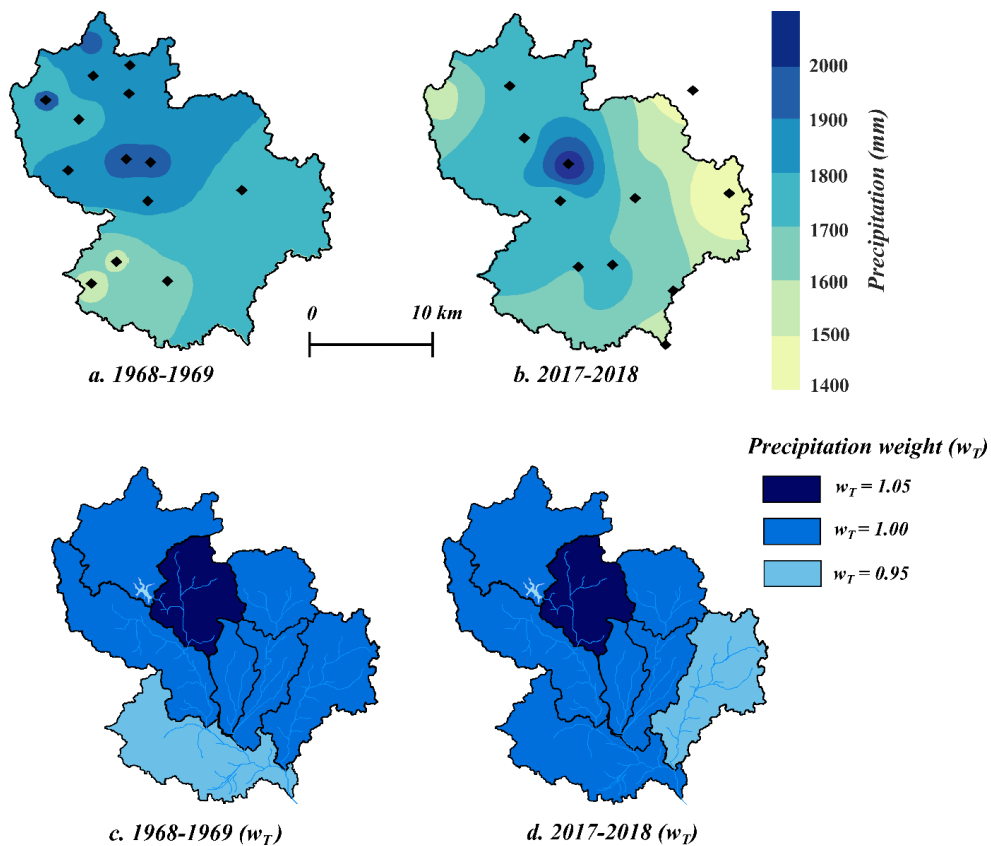 2000
1900
1800
1700
1600
1500
1400
Precipitation (mm)
0 10 km
a. 1968-1969
b. 2017-2018
Precipitation weight (wT)
wT = 1.05
wT = 1.00
wT = 0.95
c. 1968-1969 (wT)
d. 2017-2018 (wT)